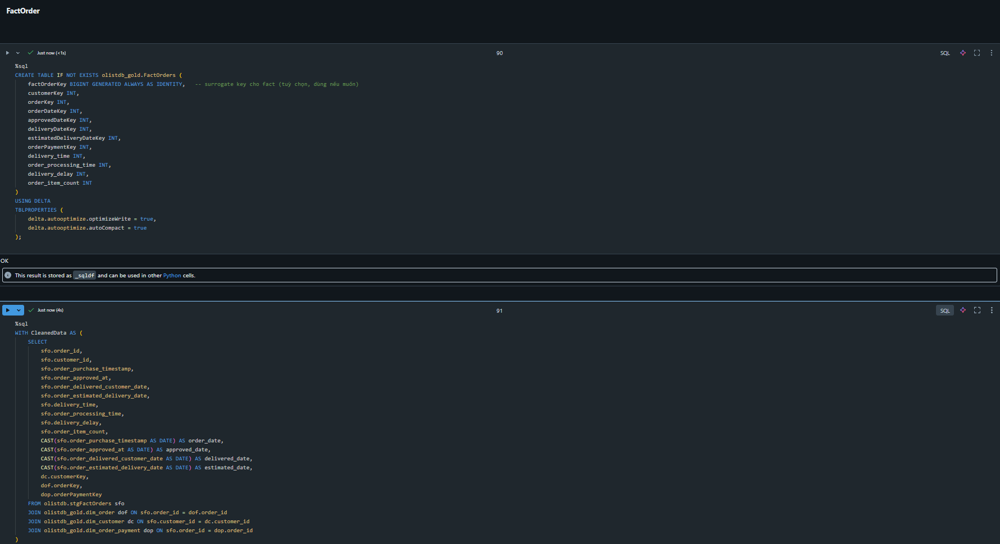 FactOrder
Just now (<1s)
90
SQL
%sql
CREATE TABLE IF NOT EXISTS olistdb_gold.FactOrders (
factOrderKey BIGINT GENERATED ALWAYS AS IDENTITY,   -- surrogate key cho fact (tuỳ chọn, dùng nếu muốn)
customerKey INT,
orderKey INT,
orderDateKey INT,
approvedDateKey INT,
deliveryDateKey INT,
estimatedDeliveryDateKey INT,
orderPaymentKey INT,
delivery_time INT,
order_processing_time INT,
delivery_delay INT,
order_item_count INT
)
USING DELTA
TBLPROPERTIES (
delta.autooptimize.optimizeWrite = true,
delta.autooptimize.autoCompact = true
);
OK
This result is stored as _sqldf and can be used in other Python cells.
Just now (4s)
91
SQL
%sql
WITH CleanedData AS (
SELECT
sfo.order_id,
sfo.customer_id,
sfo.order_purchase_timestamp,
sfo.order_approved_at,
sfo.order_delivered_customer_date,
sfo.order_estimated_delivery_date,
sfo.delivery_time,
sfo.order_processing_time,
sfo.delivery_delay,
sfo.order_item_count,
CAST(sfo.order_purchase_timestamp AS DATE) AS order_date,
CAST(sfo.order_approved_at AS DATE) AS approved_date,
CAST(sfo.order_delivered_customer_date AS DATE) AS delivered_date,
CAST(sfo.order_estimated_delivery_date AS DATE) AS estimated_date,
dc.customerKey,
dof.orderKey,
dop.orderPaymentKey
FROM olistdb.stgFactOrders sfo
JOIN olistdb_gold.dim_order dof ON sfo.order_id = dof.order_id
JOIN olistdb_gold.dim_customer dc ON sfo.customer_id = dc.customer_id
JOIN olistdb_gold.dim_order_payment dop ON sfo.order_id = dop.order_id
)